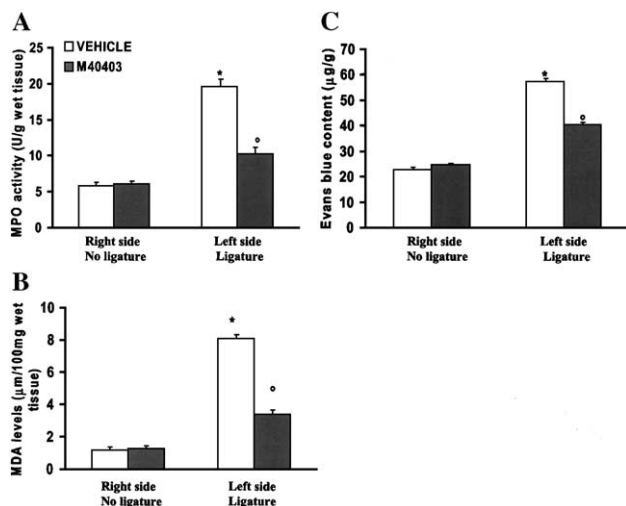 A
MPO activity (U/g wet tissue)
25
20
15
10
5
0
VEHICLE
M40403
*
°
Right side
No ligature
Left side
Ligature
C
Evans blue content (µg/g)
70
60
50
40
30
20
10
0
*
°
Right side
No ligature
Left side
Ligature
B
MDA levels (µm/100mg wet
tissue)
8
6
4
2
0
*
°
Right side
No ligature
Left side
Ligature